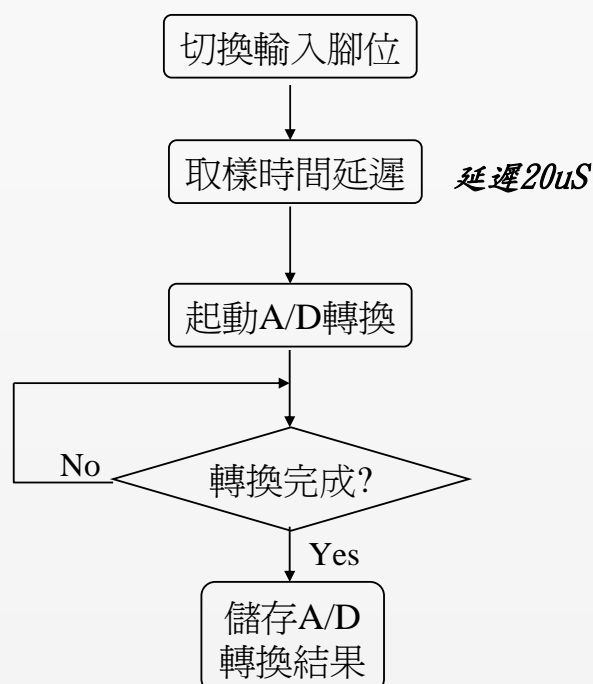 切換輸入腳位
取樣時間延遲
延遲20uS
起動A/D轉換
No
轉換完成?
Yes
儲存A/D
轉換結果